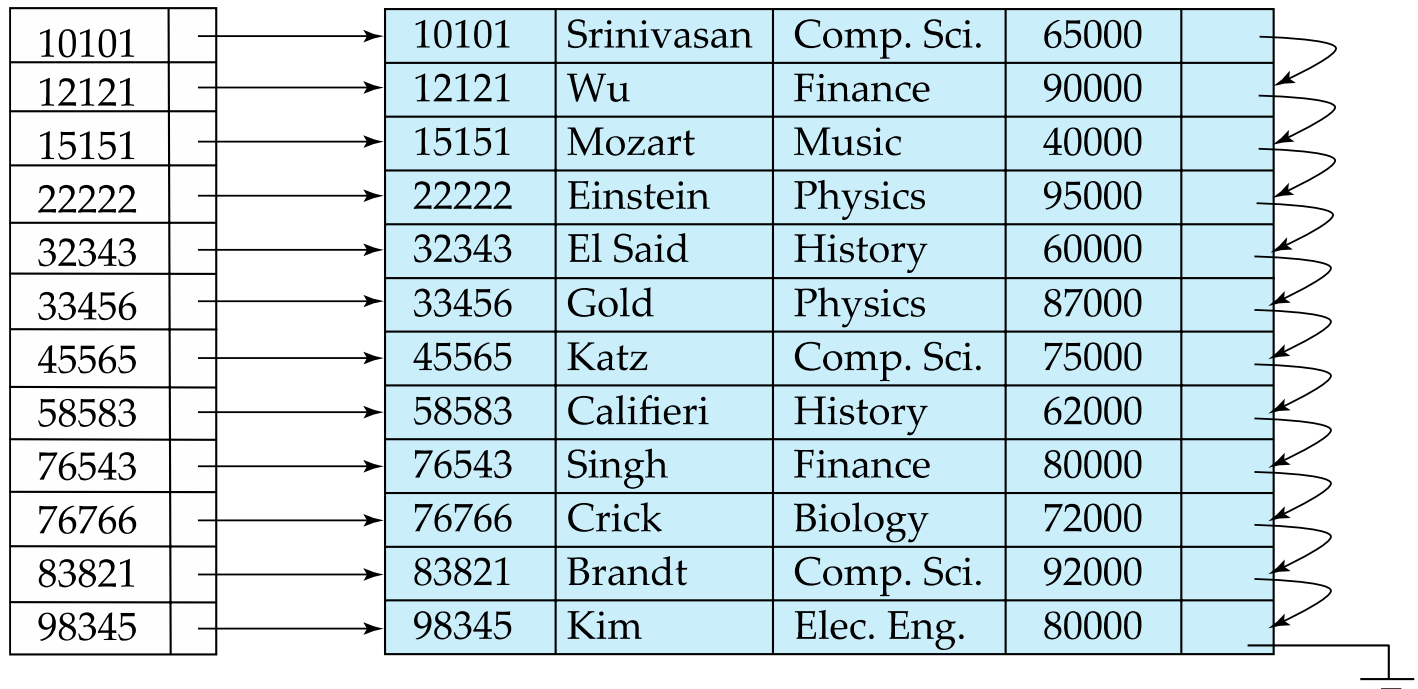 10101 10101 Srinivasan Comp. Sci. 65000
12121 12121 Wu Finance 90000
15151 15151 Mozart Music 40000
22222 22222 Einstein Physics 95000
32343 32343 El Said History 60000
33456 33456 Gold Physics 87000
45565 45565 Katz Comp. Sci. 75000
58583 58583 Califieri History 62000
76543 76543 Singh Finance 80000
76766 76766 Crick Biology 72000
83821 83821 Brandt Comp. Sci. 92000
98345 98345 Kim Elec. Eng. 80000